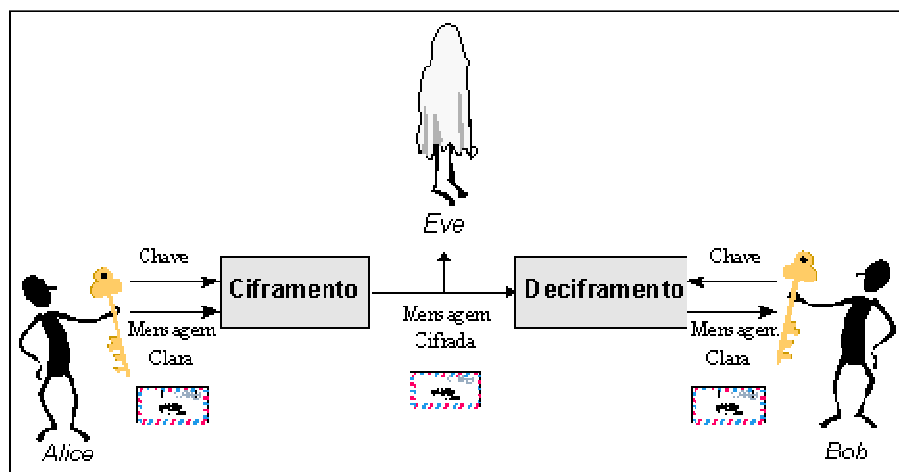 Eve
Chave
Ciframento
Mensagem
Clara
Mensagem
Cifrada
Deciframento
Chave
Mensagem
Clara
Alice
Bob